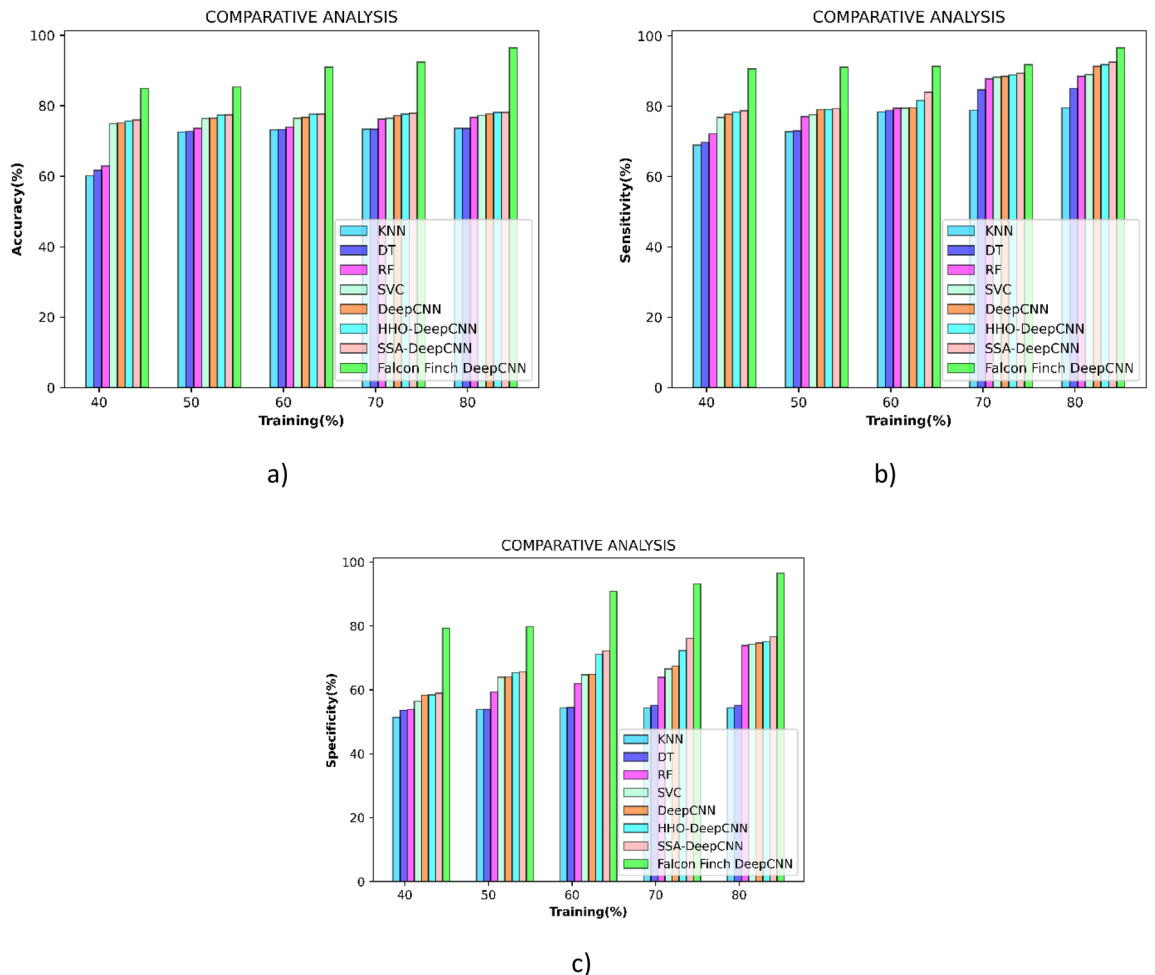 COMPARATIVE ANALYSIS
100
80
60
40
20
0
Accuracy(%)
KNN
DT
RF
SVC
DeepCNN
HHO-DeepCNN
SSA-DeepCNN
Falcon Finch DeepCNN
40 50 60 70 80
Training(%)
a)
COMPARATIVE ANALYSIS
100
80
60
40
20
0
Sensitivity(%)
KNN
DT
RF
SVC
DeepCNN
HHO-DeepCNN
SSA-DeepCNN
Falcon Finch DeepCNN
40 50 60 70 80
Training(%)
b)
COMPARATIVE ANALYSIS
100
80
60
40
20
0
Specificity(%)
KNN
DT
RF
SVC
DeepCNN
HHO-DeepCNN
SSA-DeepCNN
Falcon Finch DeepCNN
40 50 60 70 80
Training(%)
c)